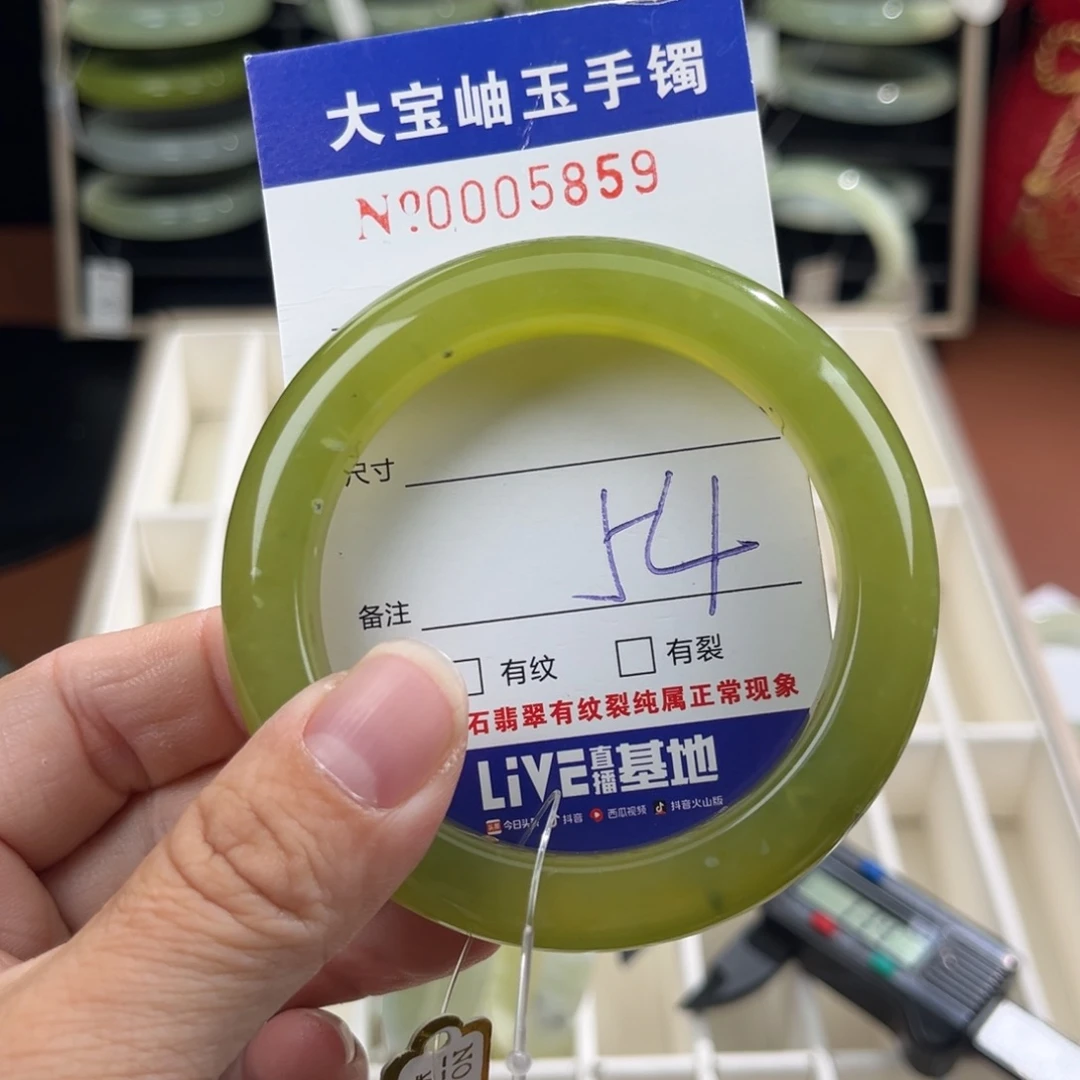 大宝岫玉手镯
Nº0005859
尺寸
54
备注
有纹 有裂
石翡翠有纹裂纯属正常现象
LiVE直播基地
今日头 抖音 西瓜视频 抖音火山版
NO